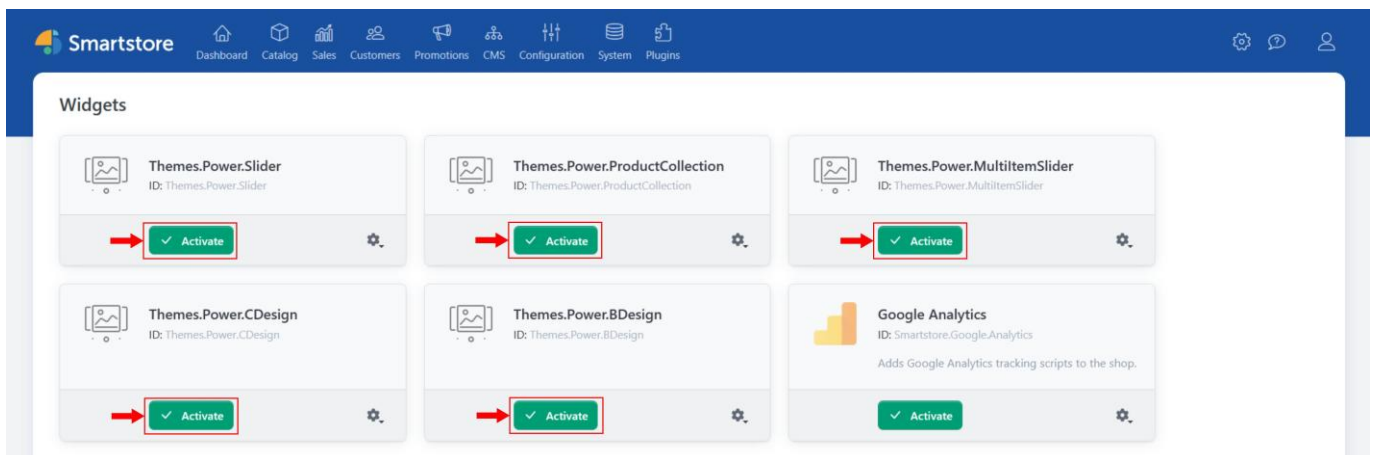 Smartstore
Dashboard Catalog Sales Customers Promotions CMS Configuration System Plugins
Widgets
Themes.Power.Slider
ID: Themes.Power.Slider
Activate
Themes.Power.ProductCollection
ID: Themes.Power.ProductCollection
Activate
Themes.Power.MultiItemSlider
ID: Themes.Power.MultiItemSlider
Activate
Themes.Power.CDesign
ID: Themes.Power.CDesign
Activate
Themes.Power.BDesign
ID: Themes.Power.BDesign
Activate
Google Analytics
ID: Smartstore.Google.Analytics
Adds Google Analytics tracking scripts to the shop.
Activate